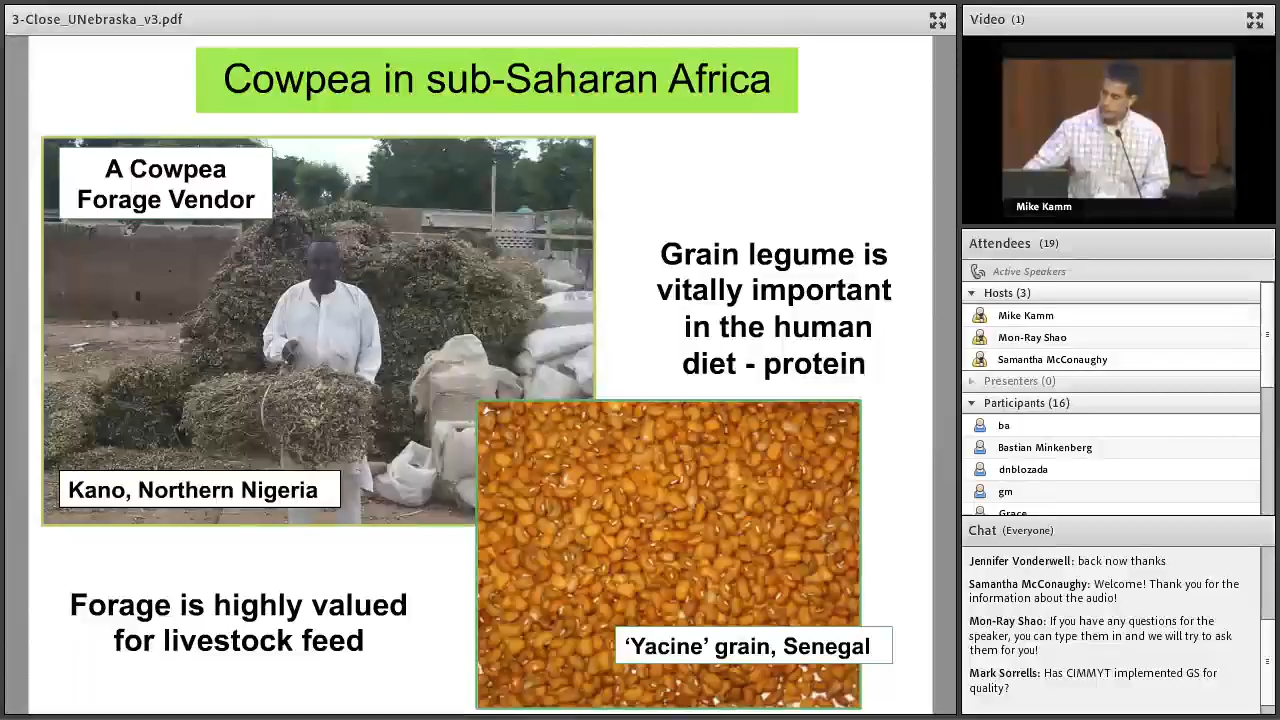 3-Close_UNebraska_v3.pdf
Cowpea in sub-Saharan Africa
A Cowpea
Forage Vendor
Kano, Northern Nigeria
Grain legume is
vitally important
in the human
diet - protein
Forage is highly valued
for livestock feed
‘Yacine’ grain, Senegal
Video (1)
Mike Kamm
Attendees (19)
Active Speakers
Hosts (3)
Mike Kamm
Mon-Ray Shao
Samantha McConaughy
Presenters (0)
Participants (16)
ba
Bastian Minkenberg
dnblozada
gm
Grace
Chat (Everyone)
Jennifer Vonderwell: back now thanks
Samantha McConaughy: Welcome! Thank you for the
information about the audio!
Mon-Ray Shao: If you have any questions for the
speaker, you can type them in and we will try to ask
them for you!
Mark Sorrells: Has CIMMYT implemented GS for
quality?